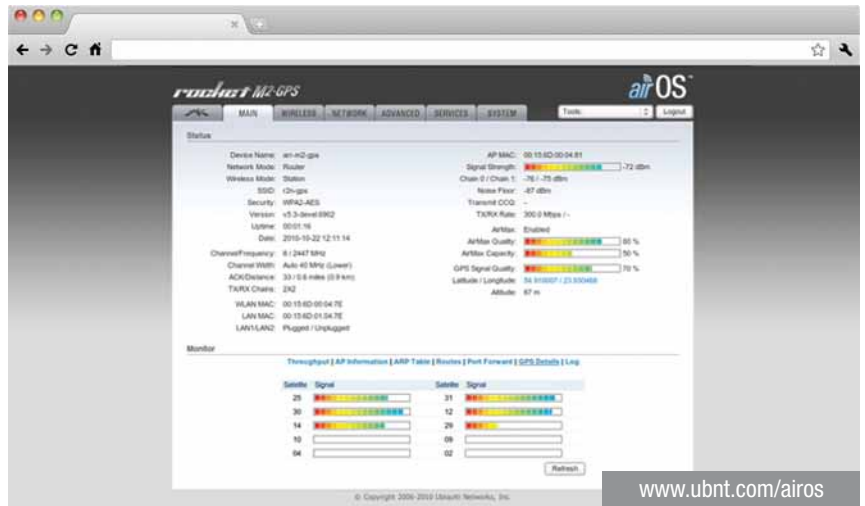 rocket M2-GPS
airOS™
MAIN WIRELESS NETWORK ADVANCED SERVICES SYSTEM Tools: Logout
Status
Device Name: en-m2-gps
Network Mode: Router
Wireless Mode: Station
SSID: r2n-gps
Security: WPA2-AES
Version: v5.3-devel.6962
Uptime: 00:01:16
Date: 2010-10-22 12:11:14
Channel/Frequency: 8 / 2447 MHz
Channel Width: Auto 40 MHz (Lower)
ACK/Distance: 33 / 0.6 miles (0.9 km)
TX/RX Chains: 2X2
WLAN MAC: 00:15:6D:00:04:7E
LAN MAC: 00:15:6D:01:04:7E
LAN1/LAN2: Plugged / Unplugged
AP MAC: 00:15:6D:00:04:81
Signal Strength: -72 dBm
Chain 0 / Chain 1: -76 / -75 dBm
Noise Floor: -87 dBm
Transmit CCQ: -
TX/RX Rate: 300.0 Mbps / -
AirMax: Enabled
AirMax Quality: 80 %
AirMax Capacity: 50 %
GPS Signal Quality: 70 %
Latitude / Longitude:
Altitude: 67 m
Monitor
Throughput | AP Information | ARP Table | Routes | Port Forward | GPS Details | Log
Satellite Signal Satellite Signal
25 31
30 12
14 29
10 09
04 02
Refresh
© Copyright 2006-2010 Ubiquiti Networks, Inc.
www.ubnt.com/airos